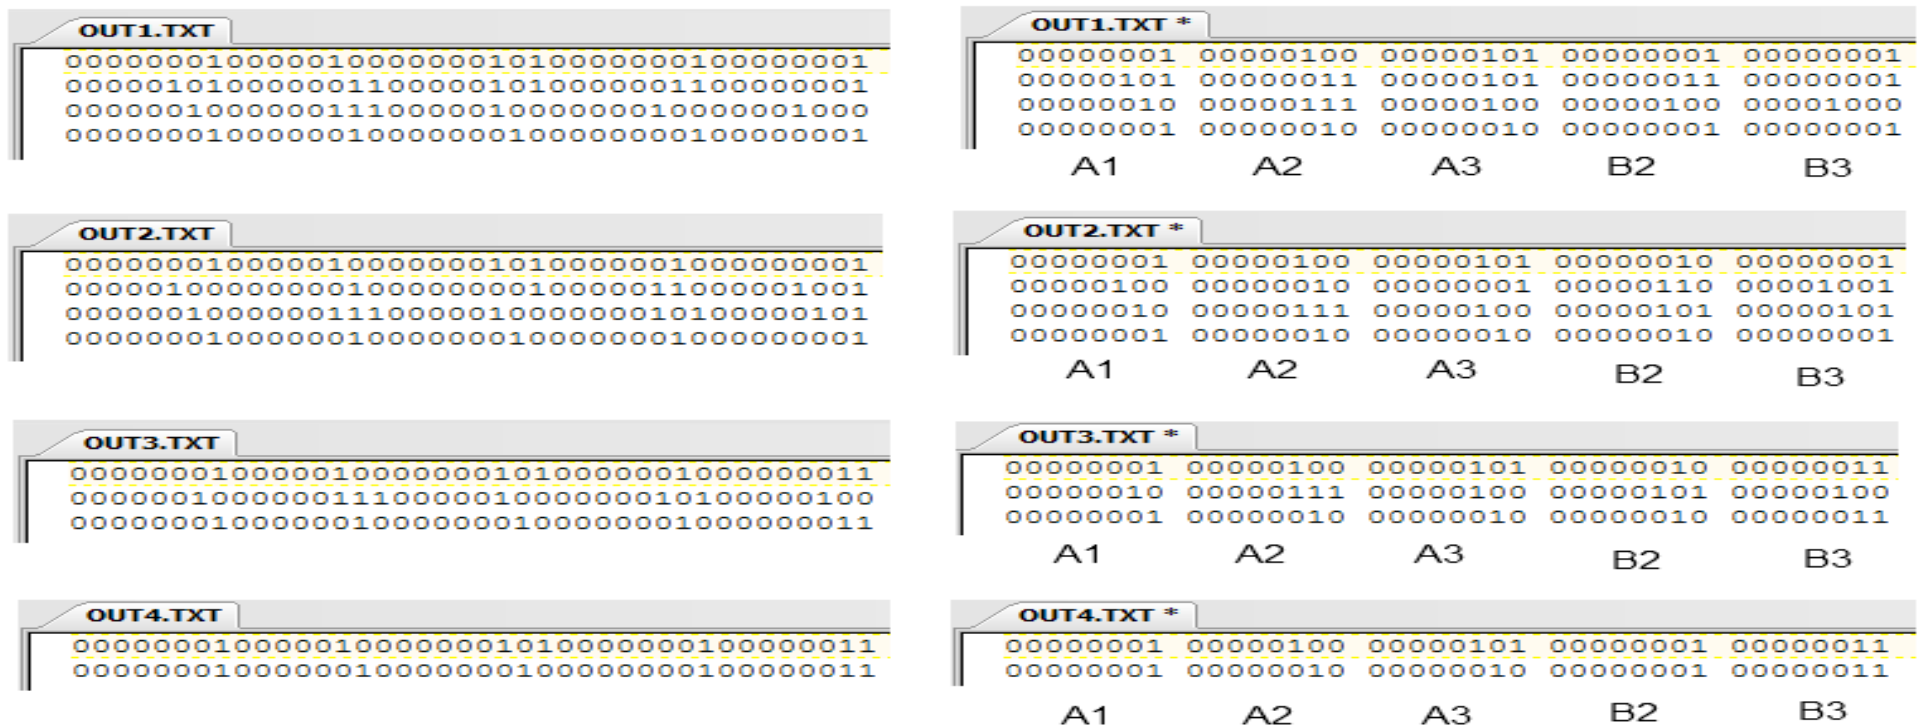 OUT1.TXT
0000000100000100000001010000000100000001
0000010100000011000001010000001100000001
0000001000000111000001000000010000001000
0000000100000010000000100000000100000001
OUT1.TXT *
00000001 00000100 00000101 00000001 00000001
00000101 00000011 00000101 00000011 00000001
00000010 00000111 00000100 00000100 00001000
00000001 00000010 00000010 00000001 00000001
A1 A2 A3 B2 B3
OUT2.TXT
0000000100000100000001010000001000000001
0000010000000010000000010000011000001001
0000001000000111000001000000010100000101
0000000100000010000000100000001000000001
OUT2.TXT *
00000001 00000100 00000101 00000010 00000001
00000100 00000010 00000001 00000110 00001001
00000010 00000111 00000100 00000101 00000101
00000001 00000010 00000010 00000010 00000001
A1 A2 A3 B2 B3
OUT3.TXT
0000000100000100000001010000001000000011
0000001000000111000001000000010100000100
0000000100000010000000100000001000000011
OUT3.TXT *
00000001 00000100 00000101 00000010 00000011
00000010 00000111 00000100 00000101 00000100
00000001 00000010 00000010 00000010 00000011
A1 A2 A3 B2 B3
OUT4.TXT
0000000100000100000001010000000100000011
0000000100000010000000100000000100000011
OUT4.TXT *
00000001 00000100 00000101 00000001 00000011
00000001 00000010 00000010 00000001 00000011
A1 A2 A3 B2 B3